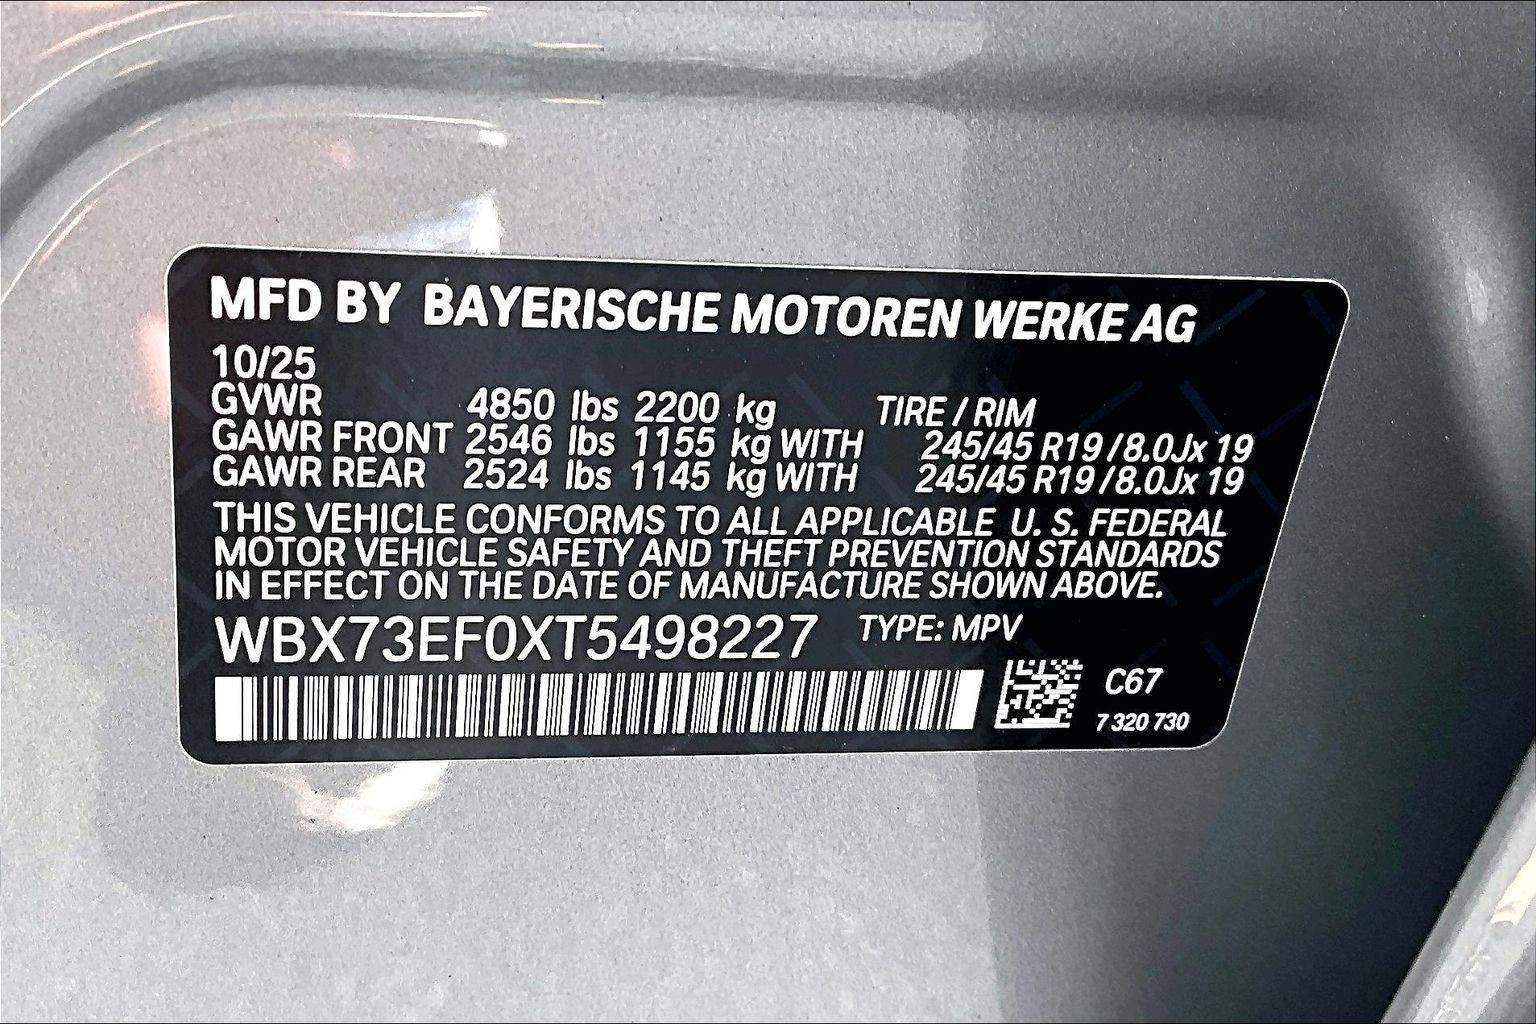 MFD BY BAYERISCHE MOTOREN WERKE AG
10/25
GVWR 4850 lbs 2200 kg TIRE / RIM
GAWR FRONT 2546 lbs 1155 kg WITH 245/45 R19 / 8.0Jx 19
GAWR REAR 2524 lbs 1145 kg WITH 245/45 R19 / 8.0Jx 19
THIS VEHICLE CONFORMS TO ALL APPLICABLE U. S. FEDERAL
MOTOR VEHICLE SAFETY AND THEFT PREVENTION STANDARDS
IN EFFECT ON THE DATE OF MANUFACTURE SHOWN ABOVE.
WBX73EF0XT5498227 TYPE: MPV
C67
7 320 730